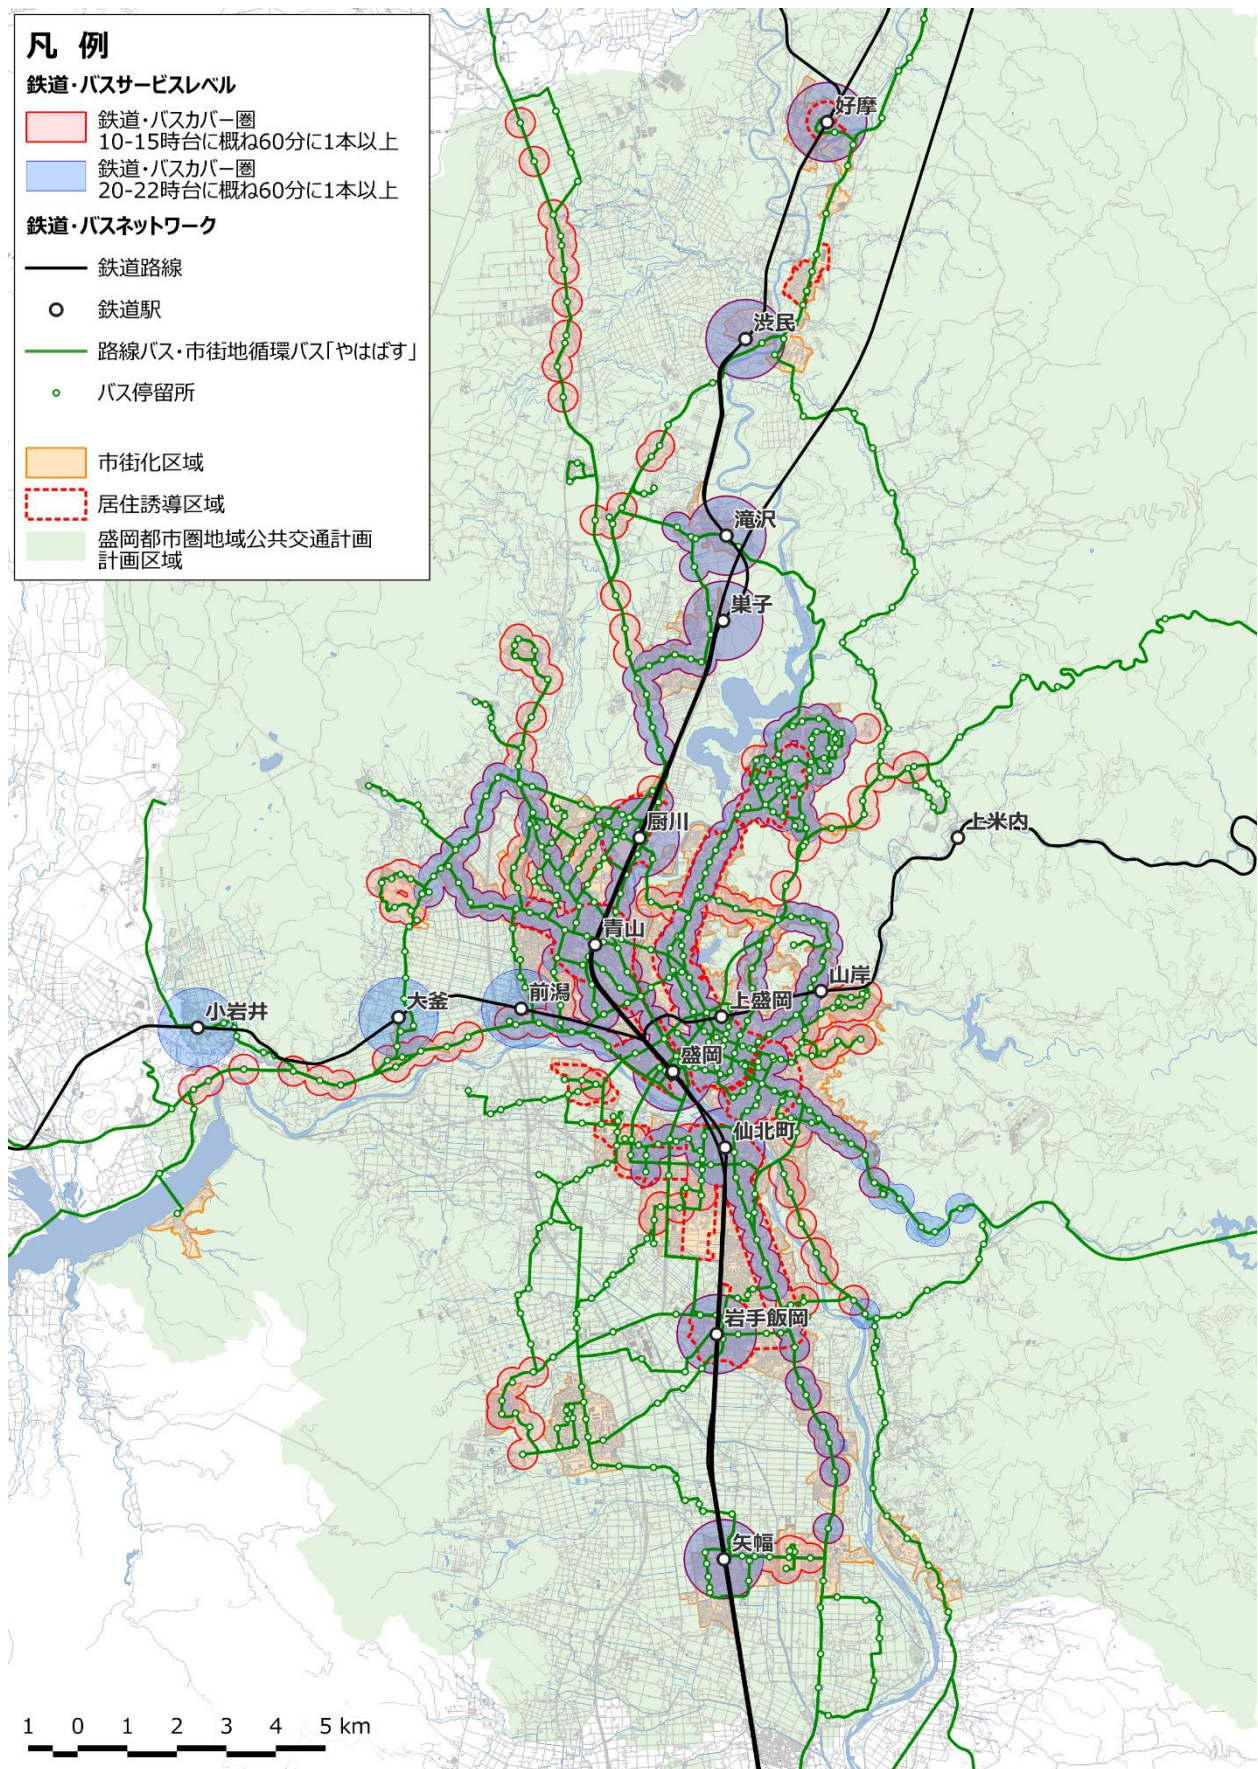 凡 例
鉄道・バスサービスレベル
鉄道・バスカバー圏
10-15時台に概ね60分に1本以上
鉄道・バスカバー圏
20-22時台に概ね60分に1本以上
鉄道・バスネットワーク
鉄道路線
鉄道駅
路線バス・市街地循環バス「やはばす」
バス停留所
市街化区域
居住誘導区域
盛岡都市圏地域公共交通計画
計画区域
好摩
渋民
滝沢
巣子
厨川
上米内
青山
山岸
前潟
上盛岡
大釜
小岩井
盛岡
仙北町
岩手飯岡
矢幅
1 0 1 2 3 4 5 km